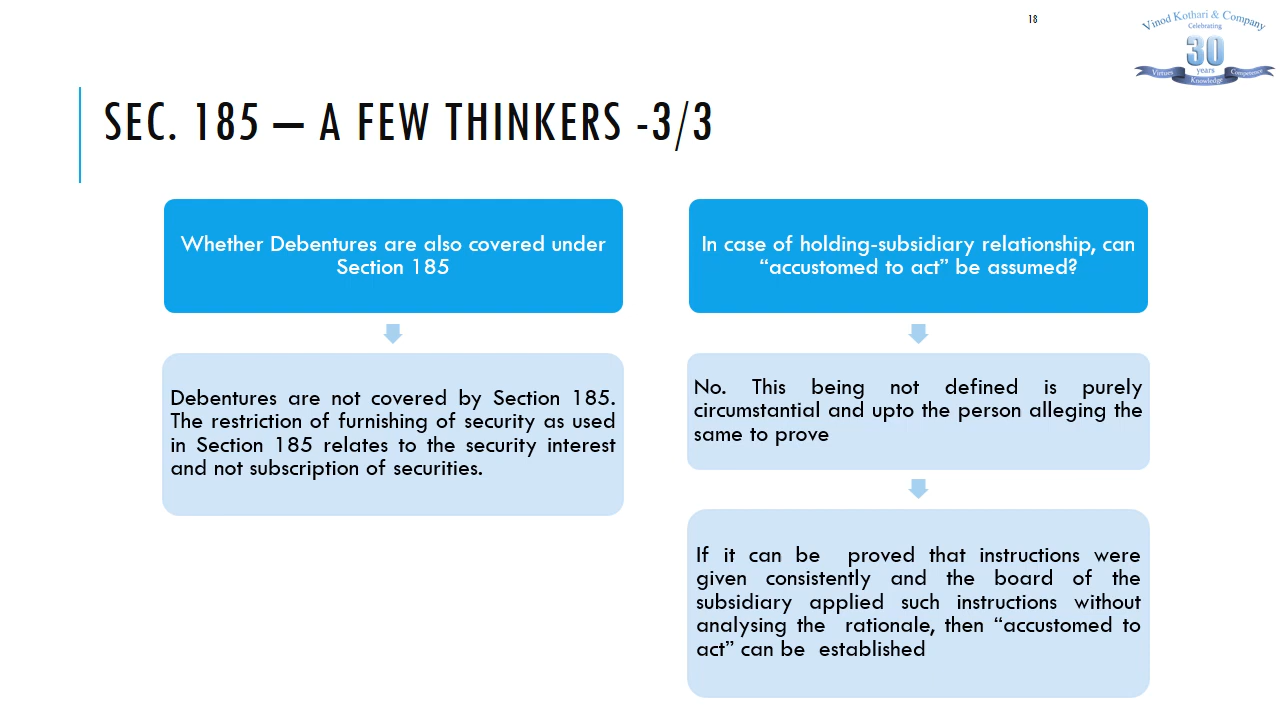 18
Vinod Kothari & Company
Celebrating
30
years
Virtues
Knowledge
Competence
SEC. 185 – A FEW THINKERS -3/3
Whether Debentures are also covered under
Section 185
Debentures are not covered by Section 185.
The restriction of furnishing of security as used
in Section 185 relates to the security interest
and not subscription of securities.
In case of holding-subsidiary relationship, can
“accustomed to act” be assumed?
No. This being not defined is purely
circumstantial and upto the person alleging the
same to prove
If it can be proved that instructions were
given consistently and the board of the
subsidiary applied such instructions without
analysing the rationale, then “accustomed to
act” can be established